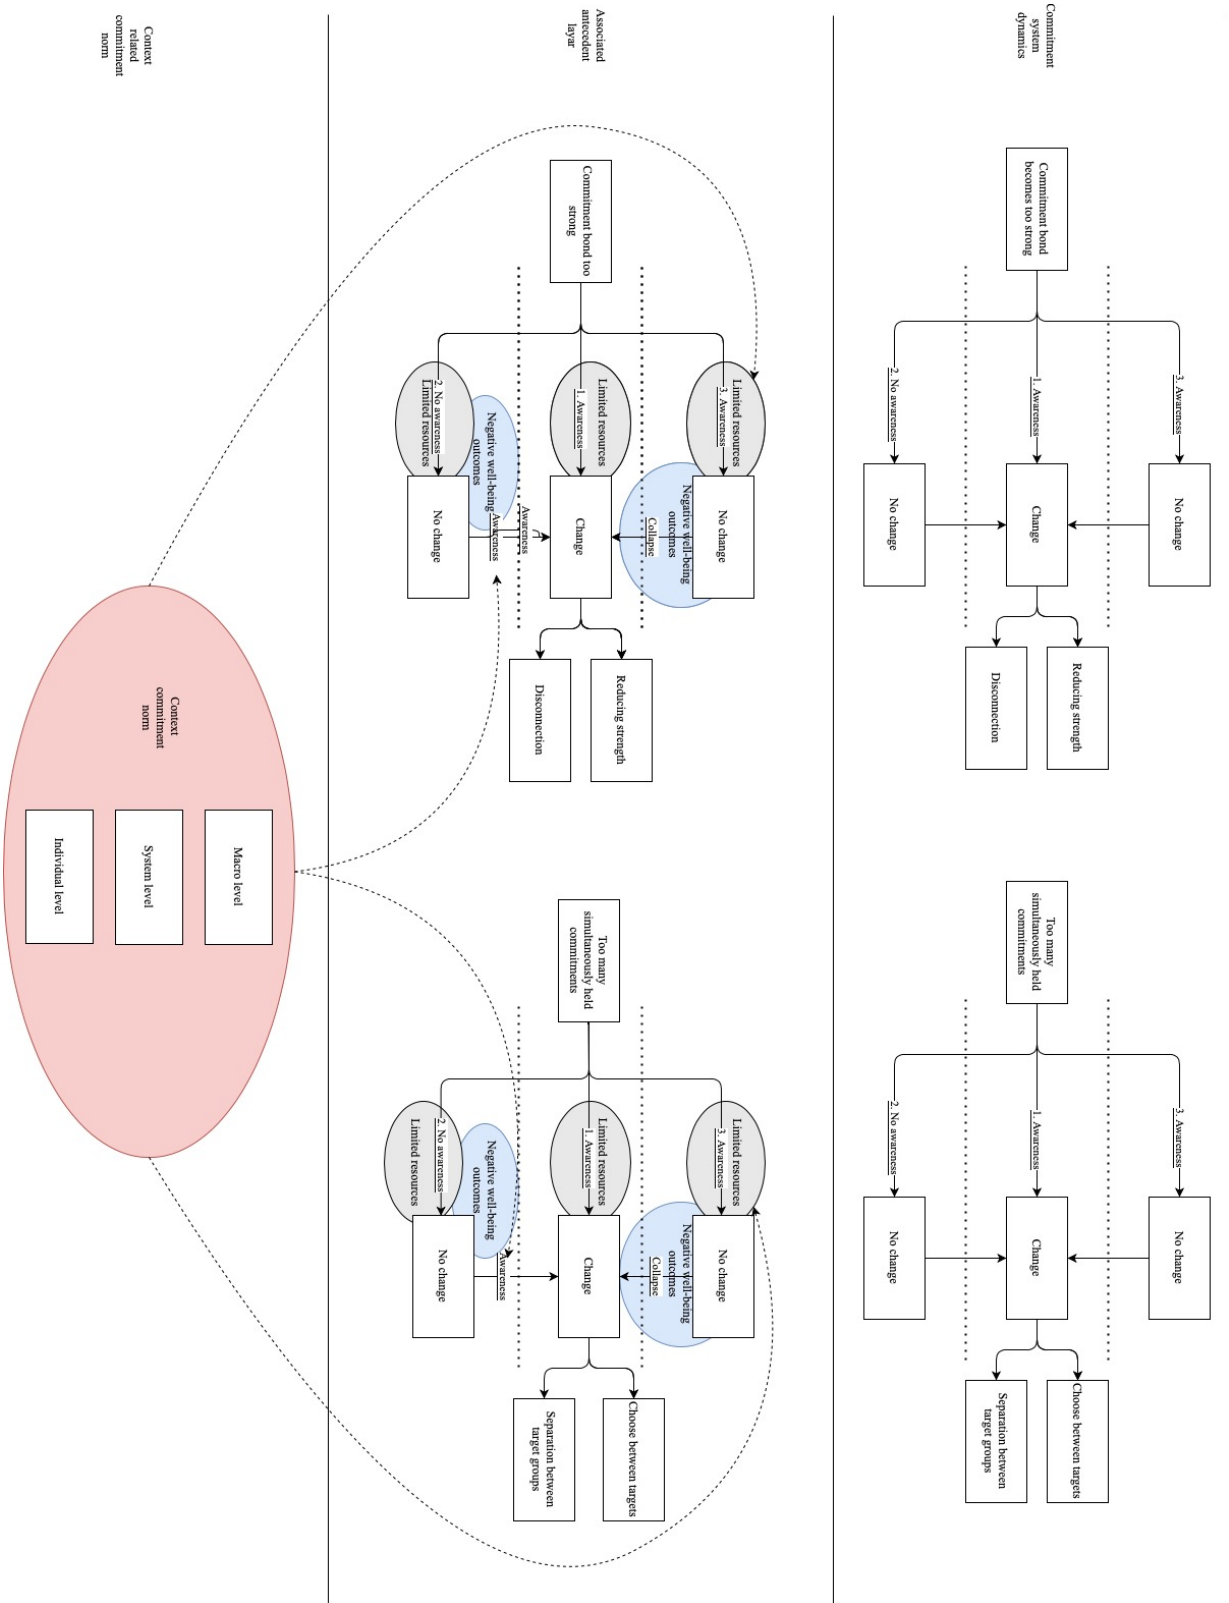 Commitment
system
dynamics
Commitment bond
becomes too strong
3. Awareness
1. Awareness
2. No awareness
No change
Change
No change
Reducing strength
Disconnection
Too many
simultaneously held
commitments
3. Awareness
1. Awareness
2. No awareness
No change
Change
No change
Choose between targets
Separation between
target groups
Associated
antecedent
layar
Commitment bond too
strong
Limited resources
3. Awareness
Limited resources
1. Awareness
2. No awareness
Limited resources
No change
Negative well-being
outcomes
Collapse
Change
Negative well-being
outcomes
Awareness
Awareness
No change
Reducing strength
Disconnection
Too many
simultaneously held
commitments
Limited resources
3. Awareness
Limited resources
1. Awareness
2. No awareness
Limited resources
No change
Negative well-being
outcomes
Collapse
Change
Negative well-being
outcomes
Awareness
No change
Choose between targets
Separation between
target groups
Context
related
commitment
norm
Context
commitment
norm
Macro level
System level
Individual level